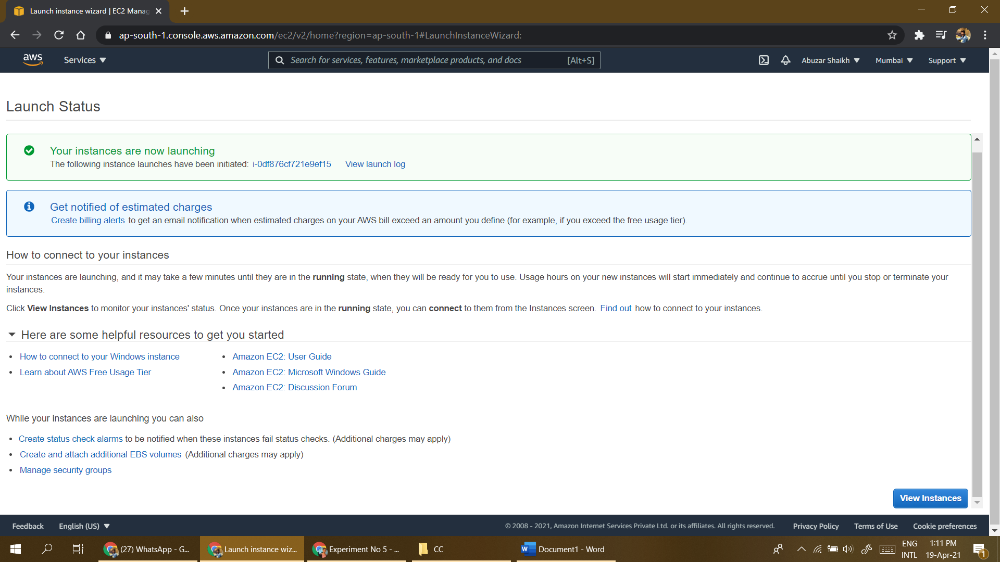 Launch instance wizard | EC2 Manag
ap-south-1.console.aws.amazon.com/ec2/v2/home?region=ap-south-1#LaunchInstanceWizard:
aws Services Search for services, features, marketplace products, and docs [Alt+S] Abuzar Shaikh Mumbai Support
Launch Status
Your instances are now launching
The following instance launches have been initiated: i-0df876cf721e9ef15 View launch log
Get notified of estimated charges
Create billing alerts to get an email notification when estimated charges on your AWS bill exceed an amount you define (for example, if you exceed the free usage tier).
How to connect to your instances
Your instances are launching, and it may take a few minutes until they are in the running state, when they will be ready for you to use. Usage hours on your new instances will start immediately and continue to accrue until you stop or terminate your
instances.
Click View Instances to monitor your instances' status. Once your instances are in the running state, you can connect to them from the Instances screen. Find out how to connect to your instances.
Here are some helpful resources to get you started
• How to connect to your Windows instance
• Learn about AWS Free Usage Tier
• Amazon EC2: User Guide
• Amazon EC2: Microsoft Windows Guide
• Amazon EC2: Discussion Forum
While your instances are launching you can also
• Create status check alarms to be notified when these instances fail status checks. (Additional charges may apply)
• Create and attach additional EBS volumes (Additional charges may apply)
• Manage security groups
View Instances
Feedback English (US) © 2008 - 2021, Amazon Internet Services Private Ltd. or its affiliates. All rights reserved. Privacy Policy Terms of Use Cookie preferences
(27) WhatsApp - G... Launch instance wiz... Experiment No 5 - ... CC Document1 - Word
ENG 1:11 PM
INTL 19-Apr-21
1